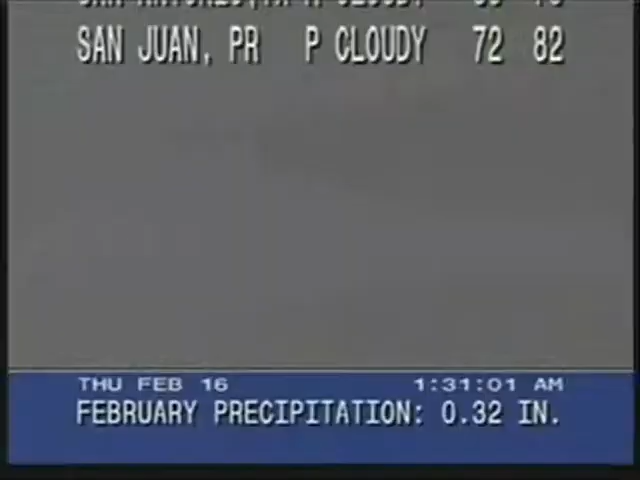 SAN JUAN, PR P CLOUDY 72 82
THU FEB 16 1:31:01 AM
FEBRUARY PRECIPITATION: 0.32 IN.